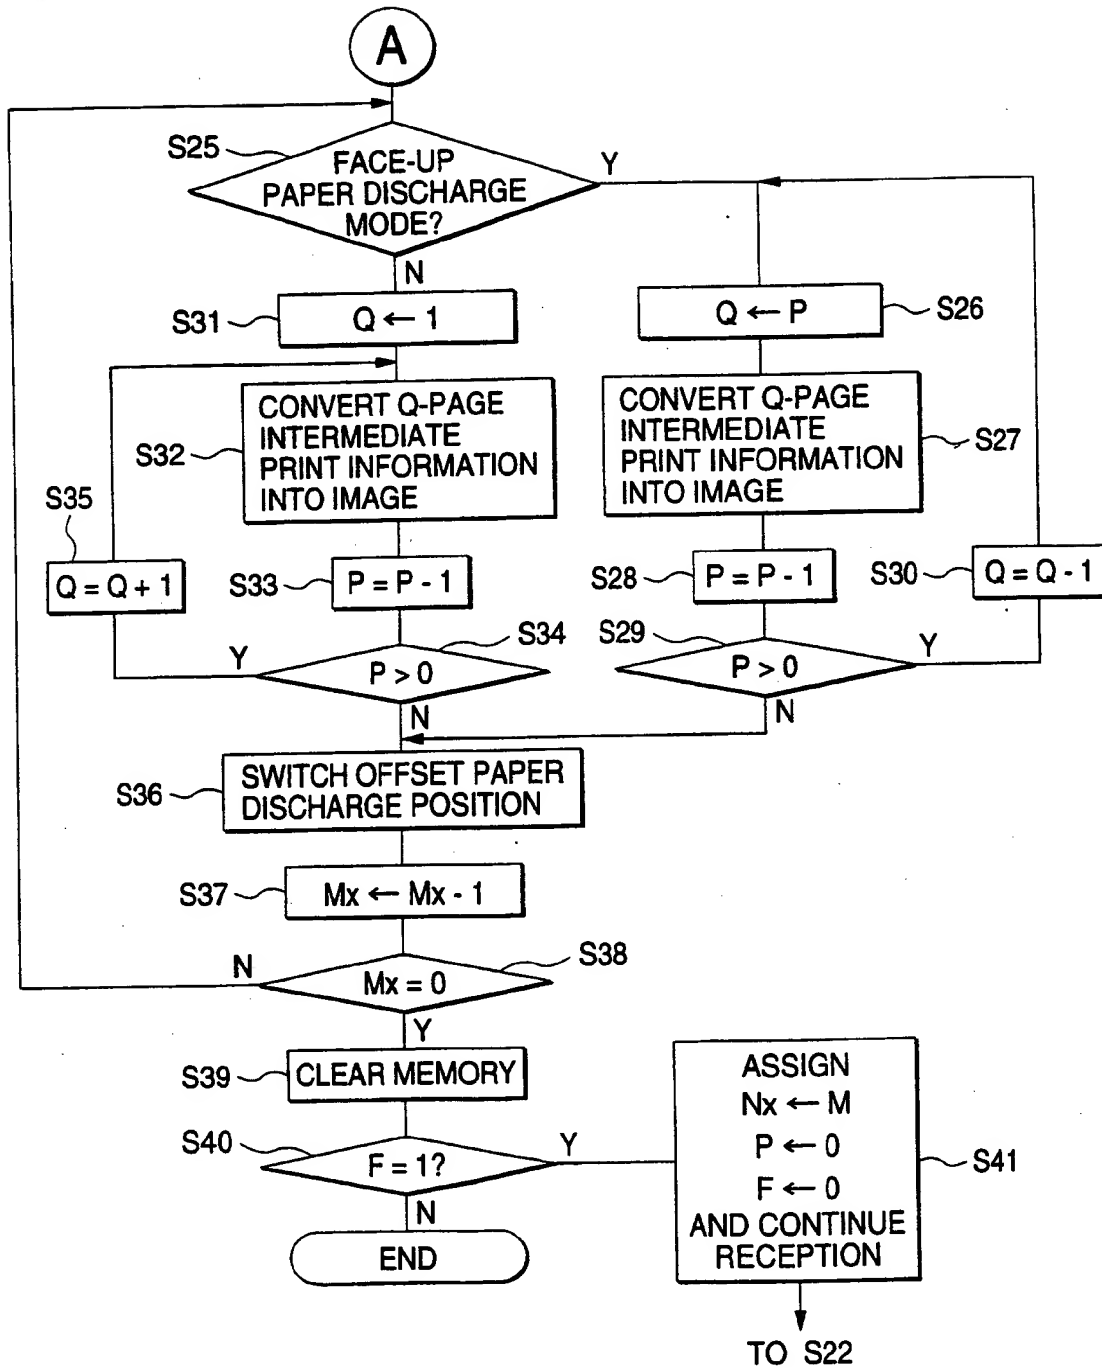 A
S25
FACE-UP
PAPER DISCHARGE
MODE?
Y
N
S31
Q ← 1
Q ← P
S26
S32
CONVERT Q-PAGE
INTERMEDIATE
PRINT INFORMATION
INTO IMAGE
CONVERT Q-PAGE
INTERMEDIATE
PRINT INFORMATION
INTO IMAGE
S27
S35
Q = Q + 1
S33
P = P - 1
S28
P = P - 1
S30
Q = Q - 1
S34
Y
P > 0
N
S29
P > 0
Y
N
S36
SWITCH OFFSET PAPER
DISCHARGE POSITION
S37
Mx ← Mx - 1
N
Mx = 0
S38
Y
S39
CLEAR MEMORY
S40
F = 1?
Y
N
END
ASSIGN
Nx ← M
P ← 0
F ← 0
AND CONTINUE
RECEPTION
S41
TO S22